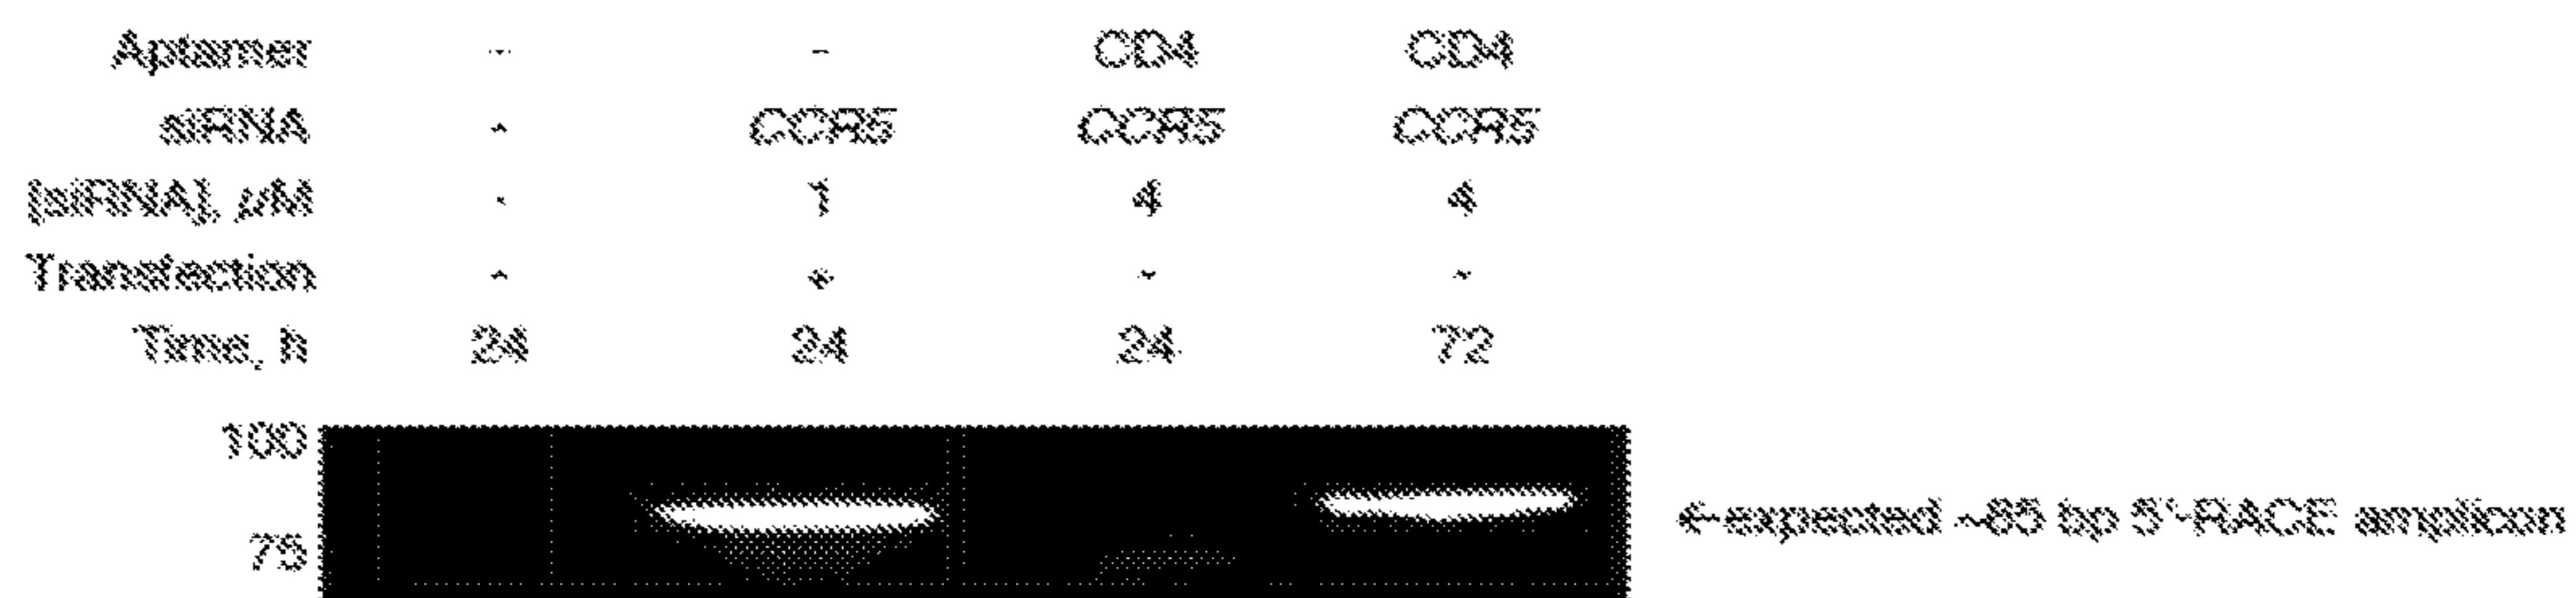 Aptamer - - CD4 CD4
siRNA - CCR5 CCR5 CCR5
[siRNA], μM - 1 4 4
Transfection - + - -
Time, h 24 24 24 72
100
75
←expected ~85 bp 5'-RACE amplicon